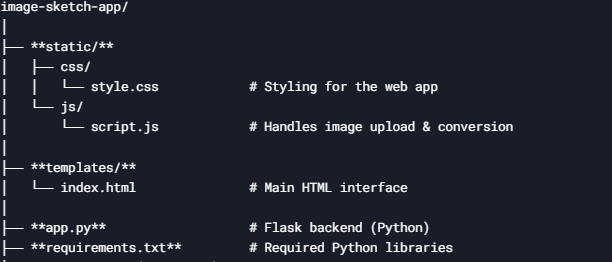 image-sketch-app/
│
├── **static/**
│   ├── css/
│   │   └── style.css            # Styling for the web app
│   └── js/
│       └── script.js            # Handles image upload & conversion
│
├── **templates/**
│   └── index.html               # Main HTML interface
│
├── **app.py**                   # Flask backend (Python)
├── **requirements.txt**         # Required Python libraries